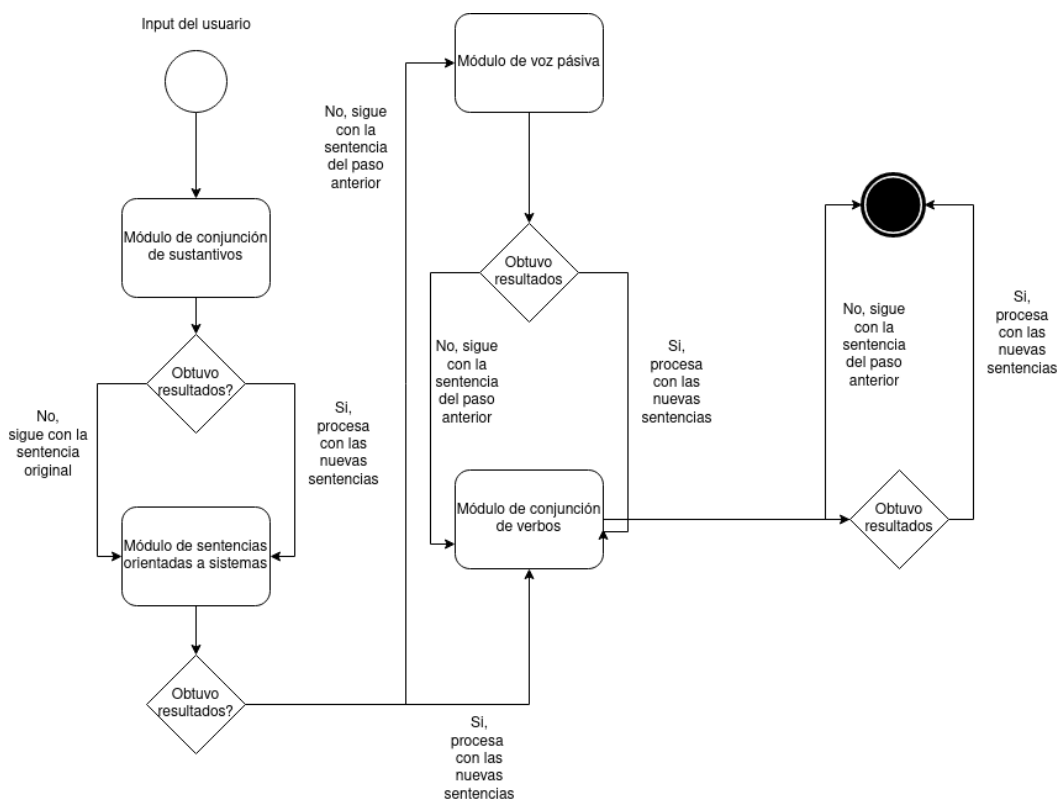 Input del usuario
Módulo de conjunción
de sustantivos
Obtuvo
resultados?
No,
sigue con la
sentencia
original
Si,
procesa
con las
nuevas
sentencias
Módulo de sentencias
orientadas a sistemas
Obtuvo
resultados?
No, sigue
con la
sentencia
del paso
anterior
Si,
procesa
con las
nuevas
sentencias
Módulo de voz pásiva
Obtuvo
resultados
No, sigue
con la
sentencia
del paso
anterior
Si,
procesa
con las
nuevas
sentencias
Módulo de conjunción
de verbos
Obtuvo
resultados
No, sigue
con la
sentencia
del paso
anterior
Si,
procesa
con las
nuevas
sentencias